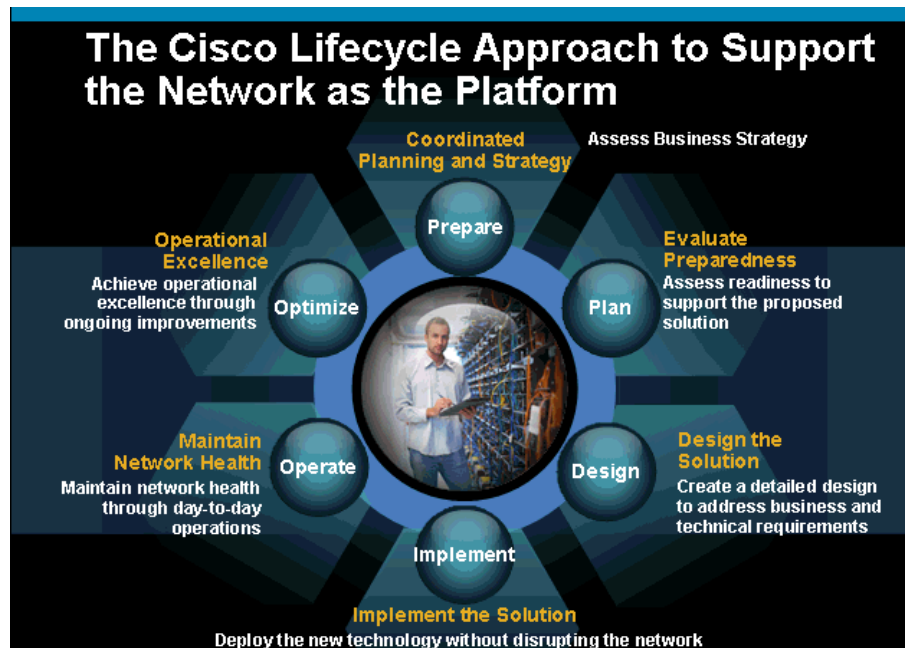 The Cisco Lifecycle Approach to Support
the Network as the Platform
Coordinated
Planning and Strategy
Assess Business Strategy
Prepare
Evaluate
Preparedness
Assess readiness to
support the proposed
solution
Plan
Design the
Solution
Create a detailed design
to address business and
technical requirements
Design
Implement
Implement the Solution
Deploy the new technology without disrupting the network
Maintain
Network Health
Maintain network health
through day-to-day
operations
Operate
Operational
Excellence
Achieve operational
excellence through
ongoing improvements
Optimize